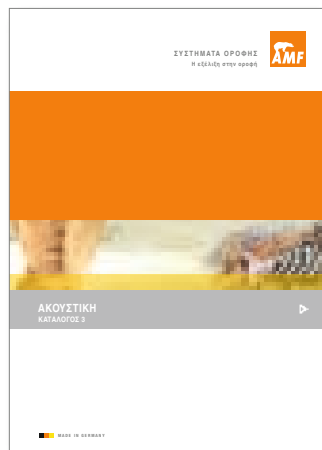 ΣΥΣΤΗΜΑΤΑ ΟΡΟΦΗΣ
Η εξέλιξη στην οροφή
AMF
ΑΚΟΥΣΤΙΚΗ
ΚΑΤΑΛΟΓΟΣ 3
MADE IN GERMANY